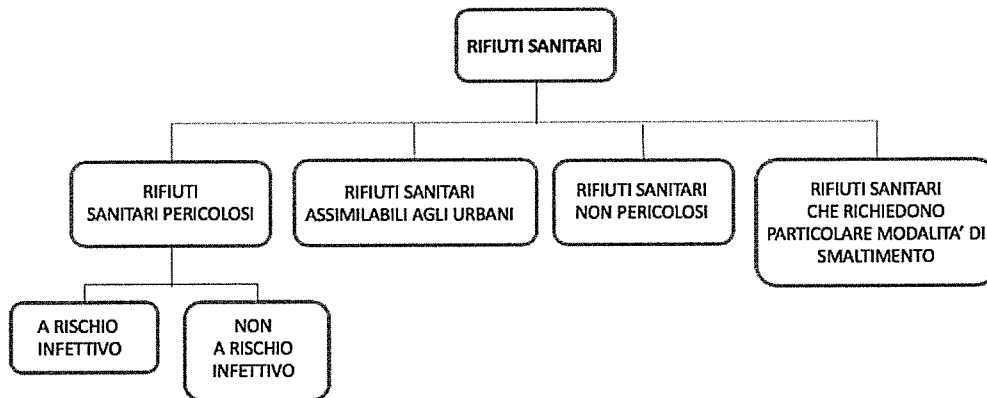 RIFIUTI SANITARI
RIFIUTI
SANITARI PERICOLOSI
RIFIUTI SANITARI
ASSIMILABILI AGLI URBANI
RIFIUTI SANITARI
NON PERICOLOSI
RIFIUTI SANITARI
CHE RICHIEDONO
PARTICOLARE MODALITA' DI
SMALTIMENTO
A RISCHIO
INFETTIVO
NON
A RISCHIO
INFETTIVO